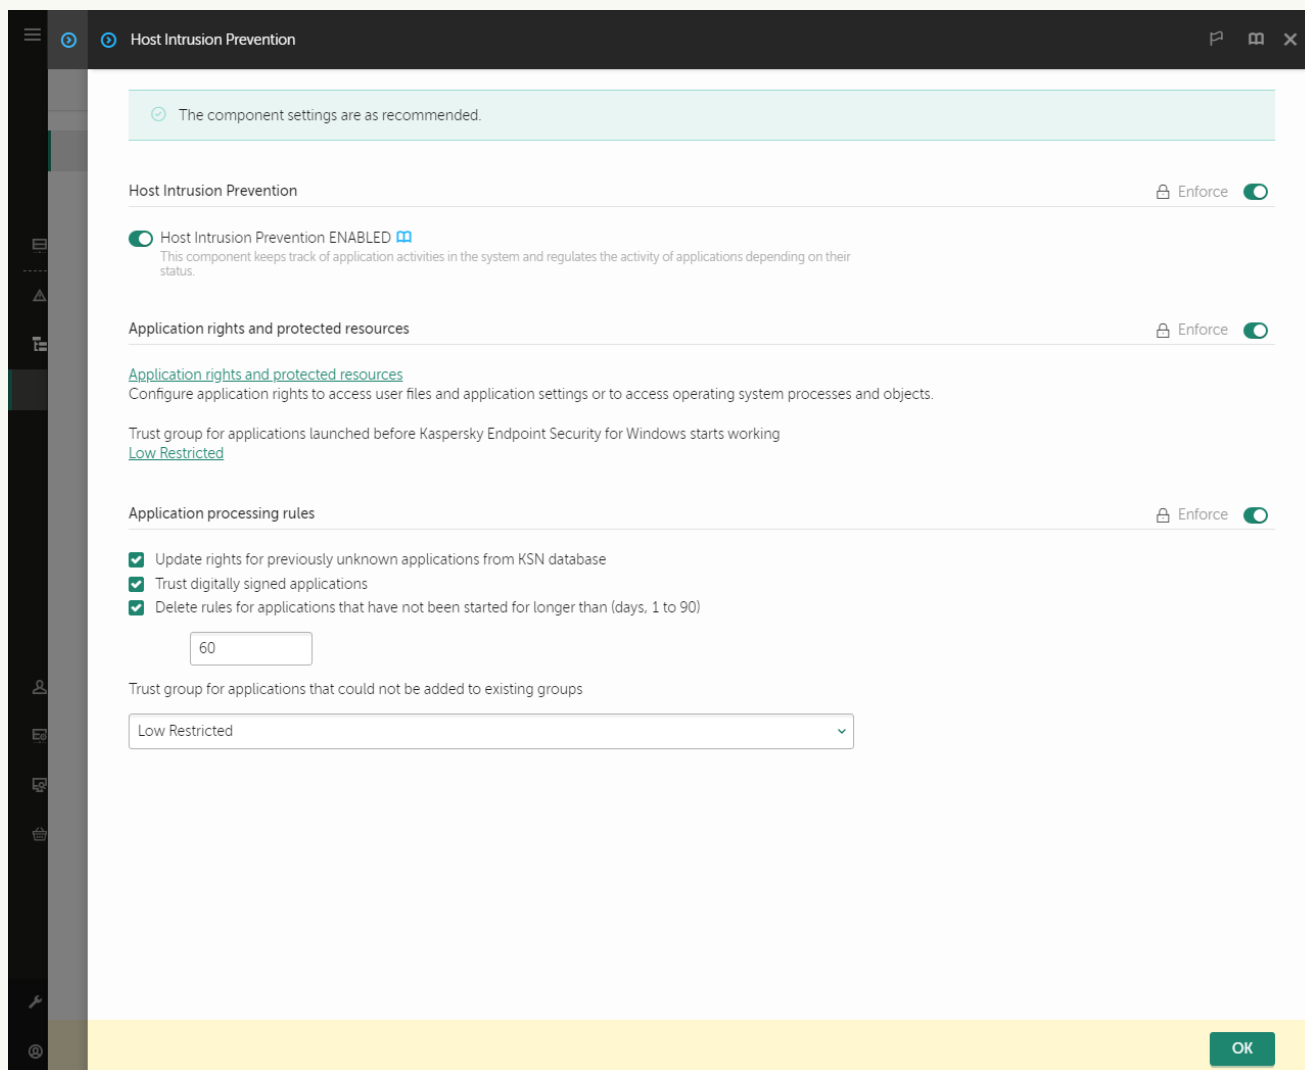 Host Intrusion Prevention
The component settings are as recommended.
Host Intrusion Prevention
Enforce
Host Intrusion Prevention ENABLED
This component keeps track of application activities in the system and regulates the activity of applications depending on their
status.
Application rights and protected resources
Enforce
Application rights and protected resources
Configure application rights to access user files and application settings or to access operating system processes and objects.
Trust group for applications launched before Kaspersky Endpoint Security for Windows starts working
Low Restricted
Application processing rules
Enforce
Update rights for previously unknown applications from KSN database
Trust digitally signed applications
Delete rules for applications that have not been started for longer than (days, 1 to 90)
60
Trust group for applications that could not be added to existing groups
Low Restricted
OK